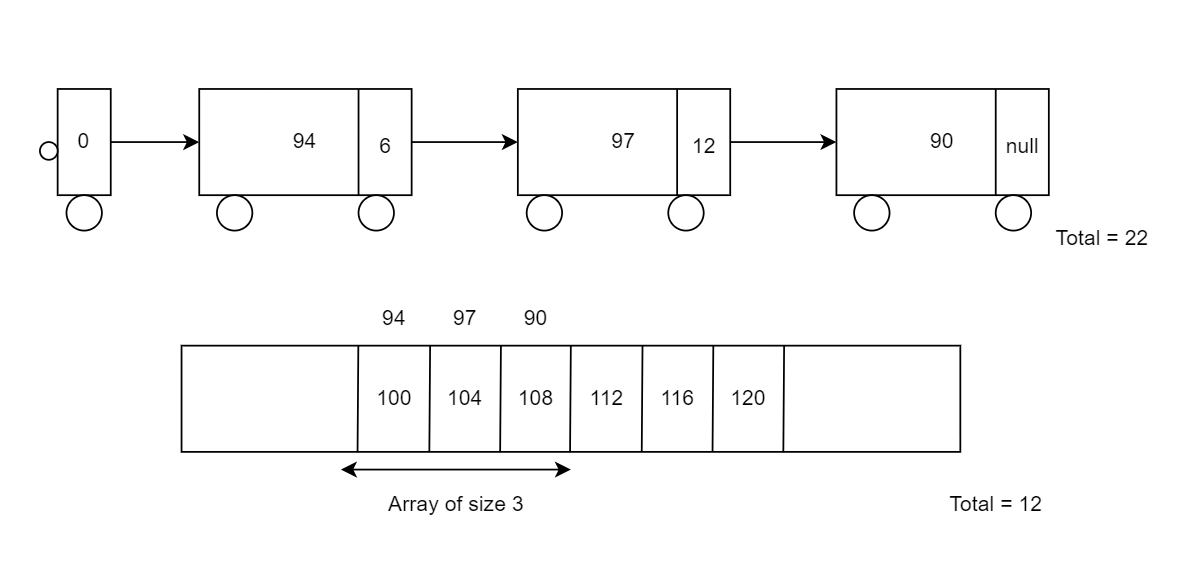 0 94 6 97 12 90 null
Total = 22
94 97 90
100 104 108 112 116 120
Array of size 3
Total = 12